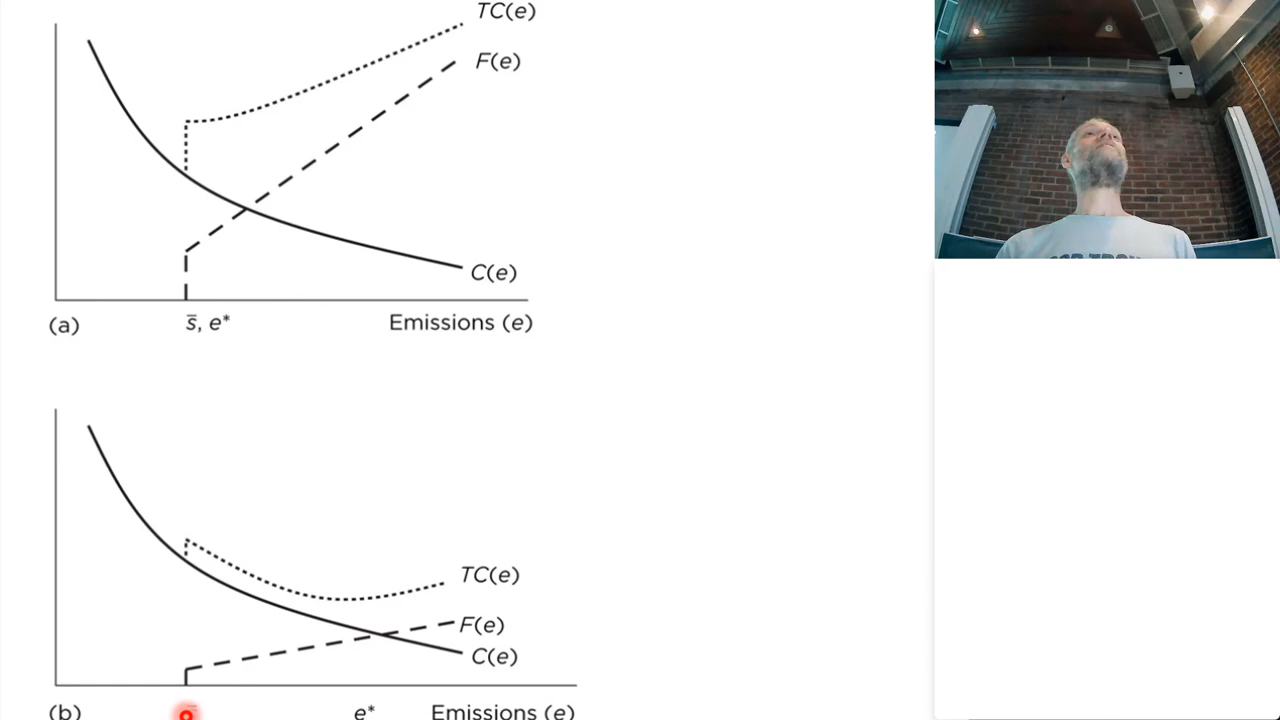 TC(e)
F(e)
C(e)
(a) s̅, e* Emissions (e)
TC(e)
F(e)
C(e)
(b) e* Emissions (e)